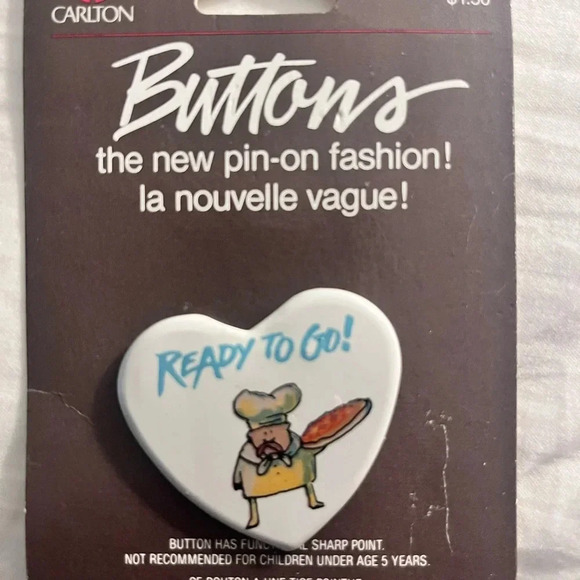 CARLTON
Buttons
the new pin-on fashion!
la nouvelle vague!
READY TO GO!
BUTTON HAS SHARP POINT.
NOT RECOMMENDED FOR CHILDREN UNDER AGE 5 YEARS.